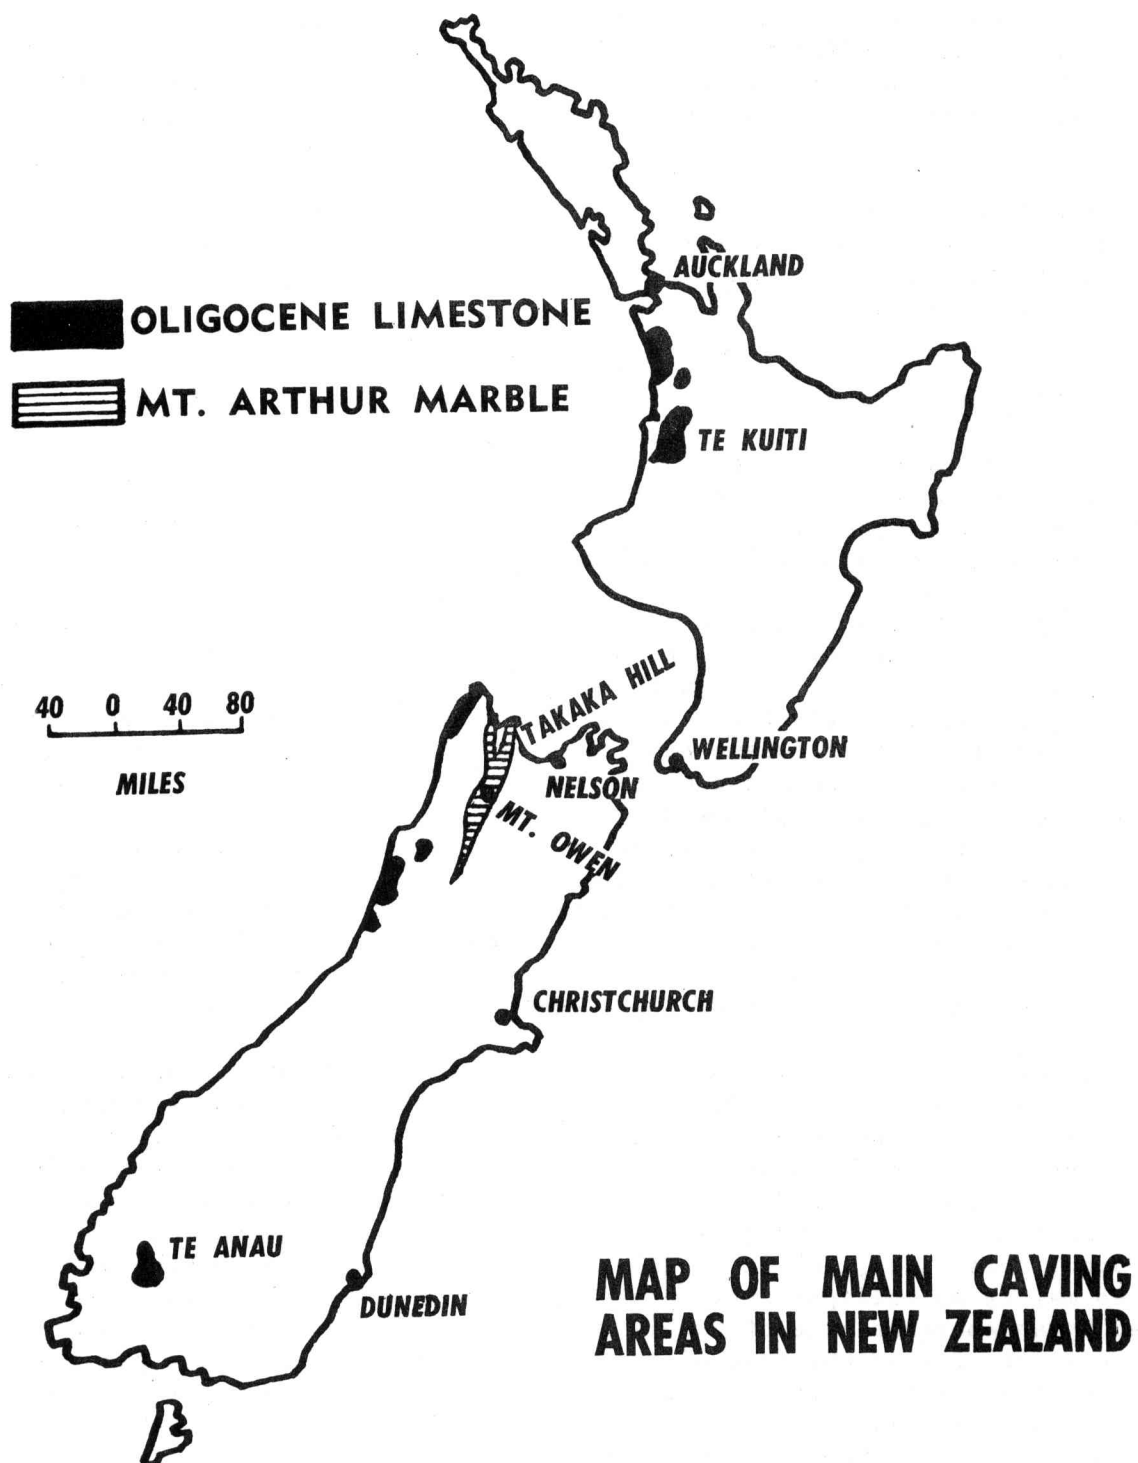 AUCKLAND
OLIGOCENE LIMESTONE
MT. ARTHUR MARBLE
TE KUITI
TAKAKA HILL
40 0 40 80
MILES
WELLINGTON
NELSON
MT. OWEN
CHRISTCHURCH
TE ANAU
DUNEDIN
MAP OF MAIN CAVING
AREAS IN NEW ZEALAND